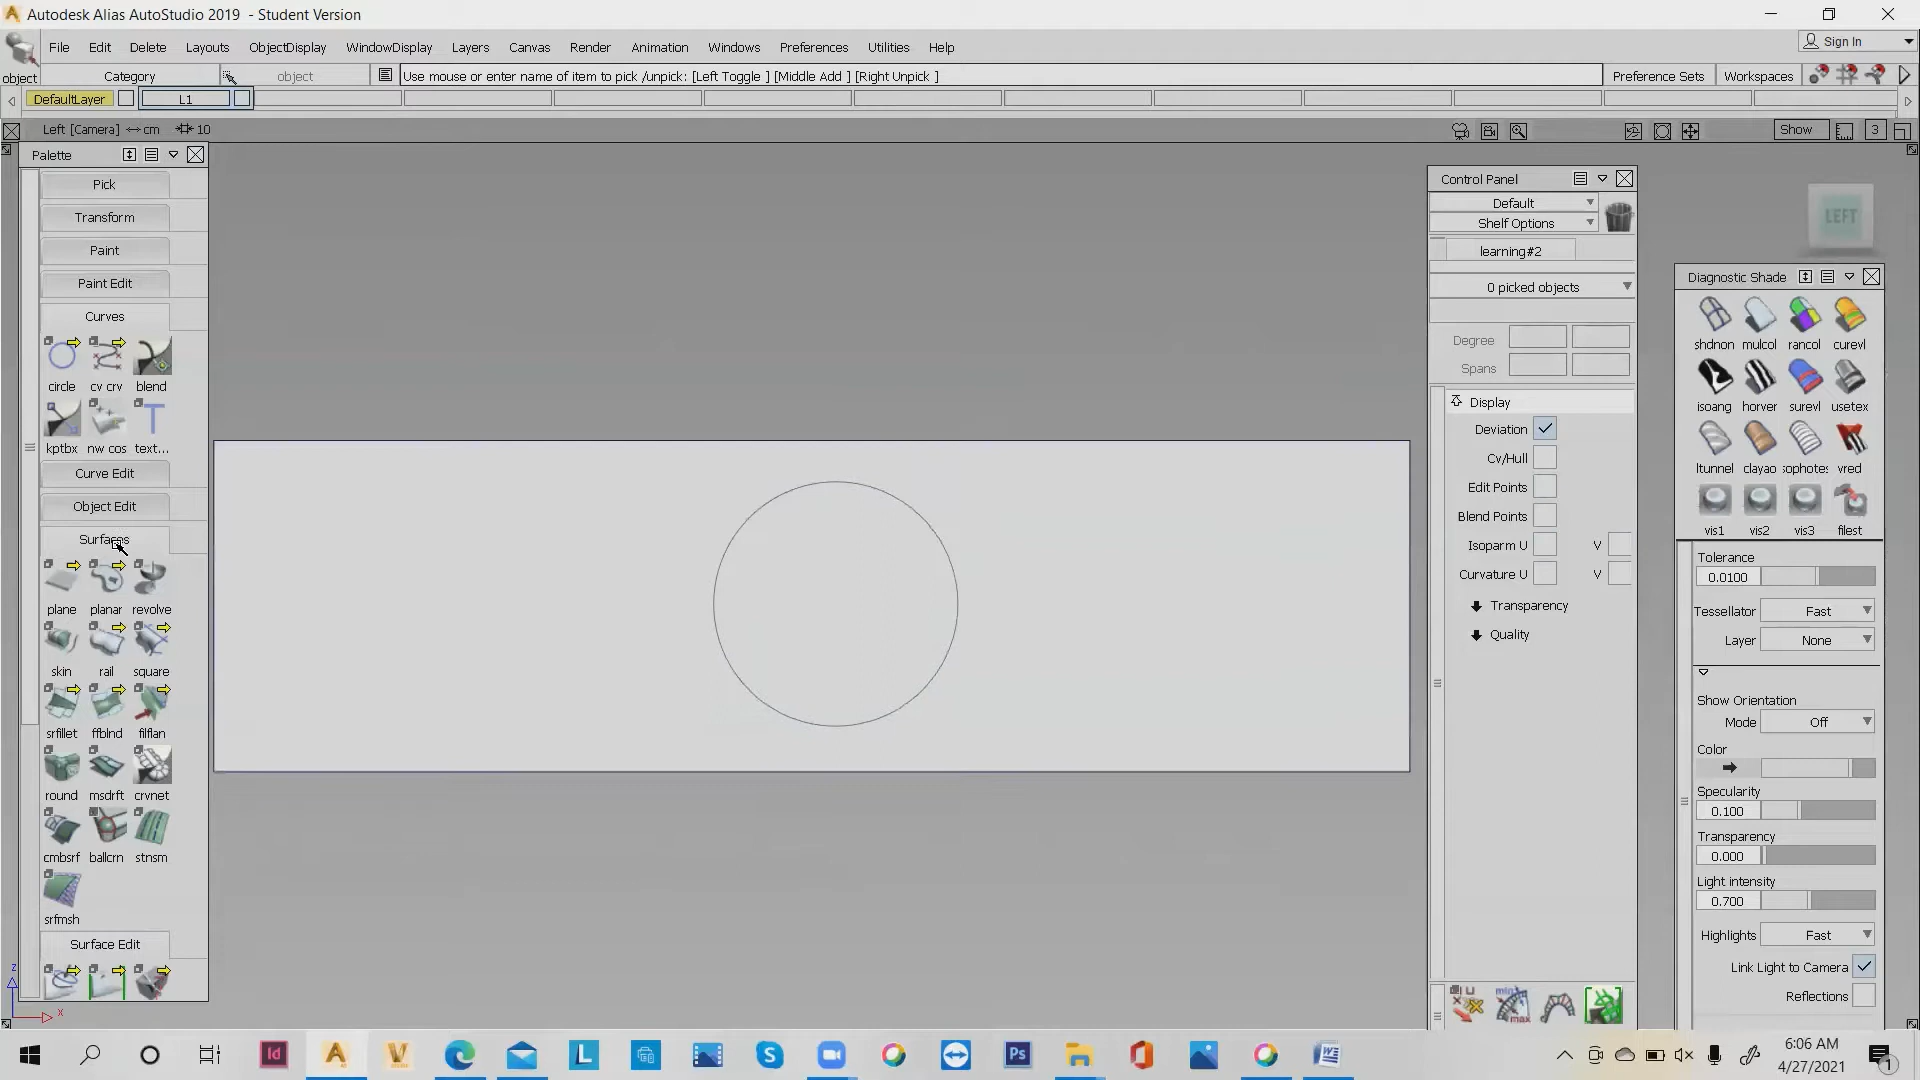 Autodesk Alias AutoStudio 2019 - Student Version
File Edit Delete Layouts ObjectDisplay WindowDisplay Layers Canvas Render Animation Windows Preferences Utilities Help
Sign In
object Category object Use mouse or enter name of item to pick /unpick: [Left Toggle ] [Middle Add ] [Right Unpick ] Preference Sets Workspaces
DefaultLayer L1
Left [Camera] cm 10 Show 3
Palette
Pick
Transform
Paint
Paint Edit
Curves
circle cv crv blend
kptbx nw cos text...
Curve Edit
Object Edit
Surfaces
plane planar revolve
skin rail square
srfillet ffblnd filflan
round msdrft crvnet
cmbsrf ballcrn stnsm
srfmsh
Surface Edit
z
x
Control Panel
Default
Shelf Options
learning#2
0 picked objects
Degree
Spans
Display
Deviation
Cv/Hull
Edit Points
Blend Points
Isoparm U V
Curvature U V
Transparency
Quality
U
min max
LEFT
Diagnostic Shade
shdnon mulcol rancol curevl
isoang horver surevl usetex
ltunnel clayao sophotes vred
vis1 vis2 vis3 filest
Tolerance
0.0100
Tessellator Fast
Layer None
Show Orientation
Mode Off
Color
Specularity
0.100
Transparency
0.000
Light intensity
0.700
Highlights Fast
Link Light to Camera
Reflections
Id A V L S Ps W
6:06 AM
4/27/2021
1